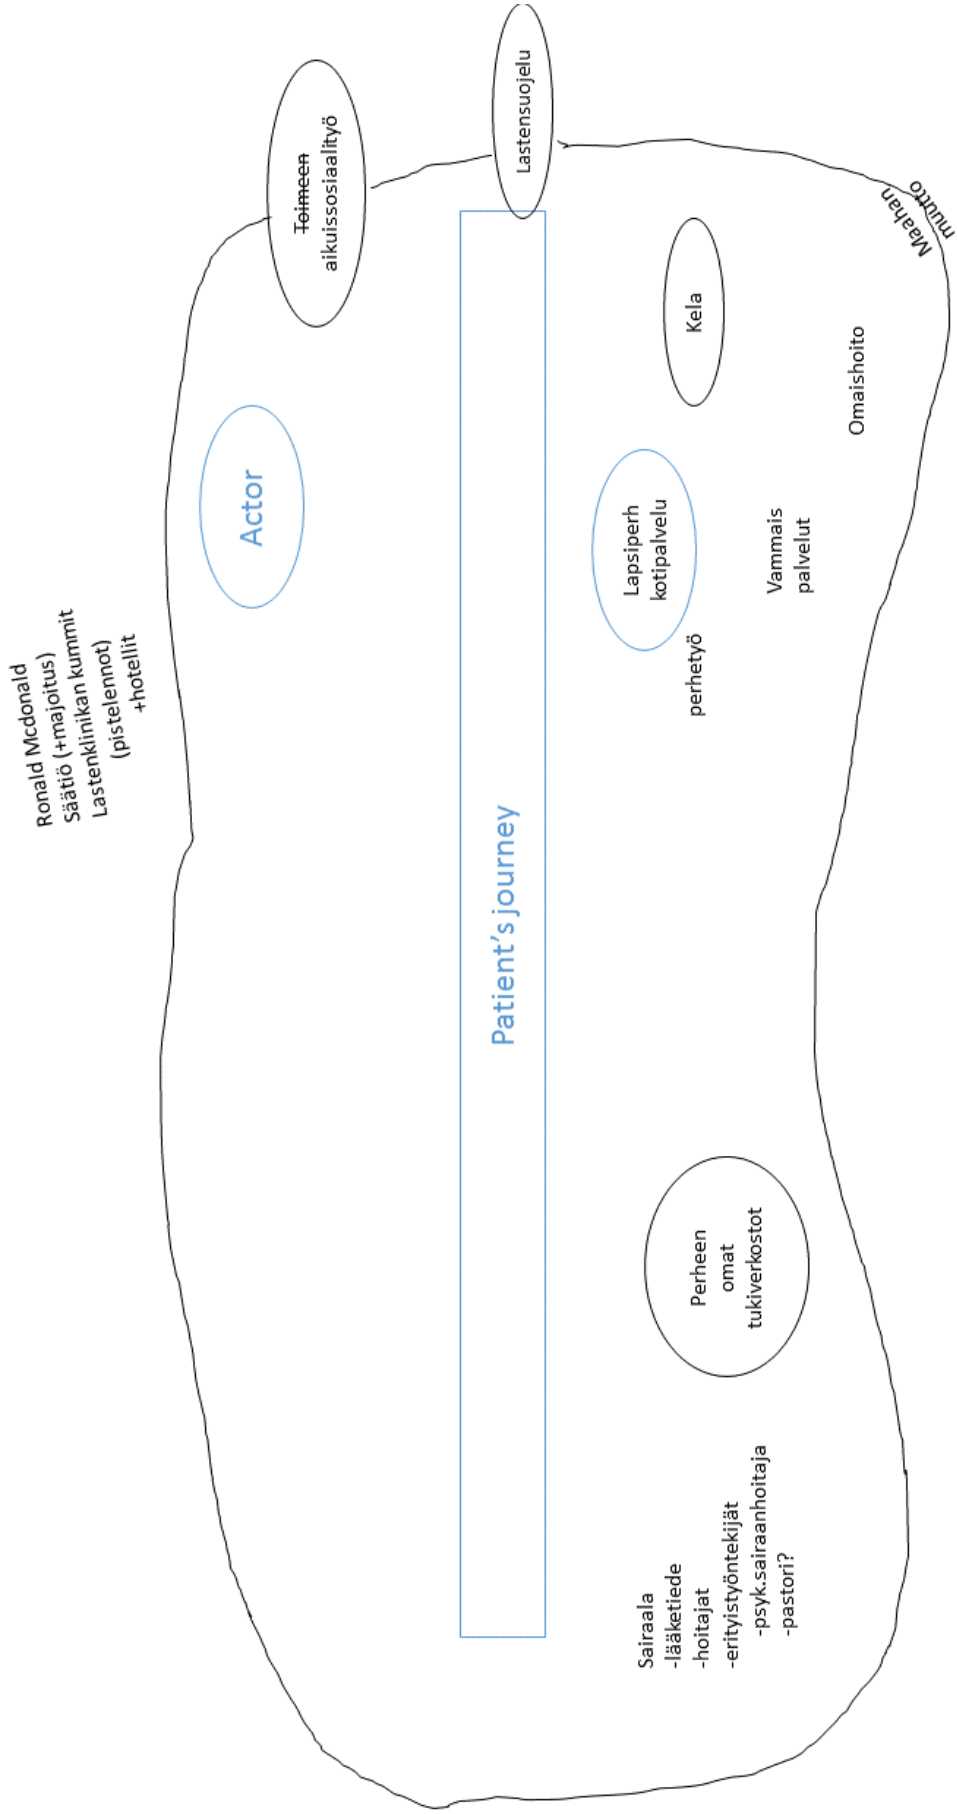 Ronald Mcdonald
Säätiö (+majoitus)
Lastenklinikan kummit
(pistelennot)
+hotellit
Actor
Toimeen
aikuissosiaalityö
Patient's journey
Lastensuojelu
Sairaala
-lääketiede
-hoitajat
-erityistyöntekijät
-psyk.sairaanhoitaja
-pastori?
Perheen
omat
tukiverkostot
perhetyö
Lapsiperh
kotipalvelu
Kela
Vammais
palvelut
Omaishoito
Maahan
muutto